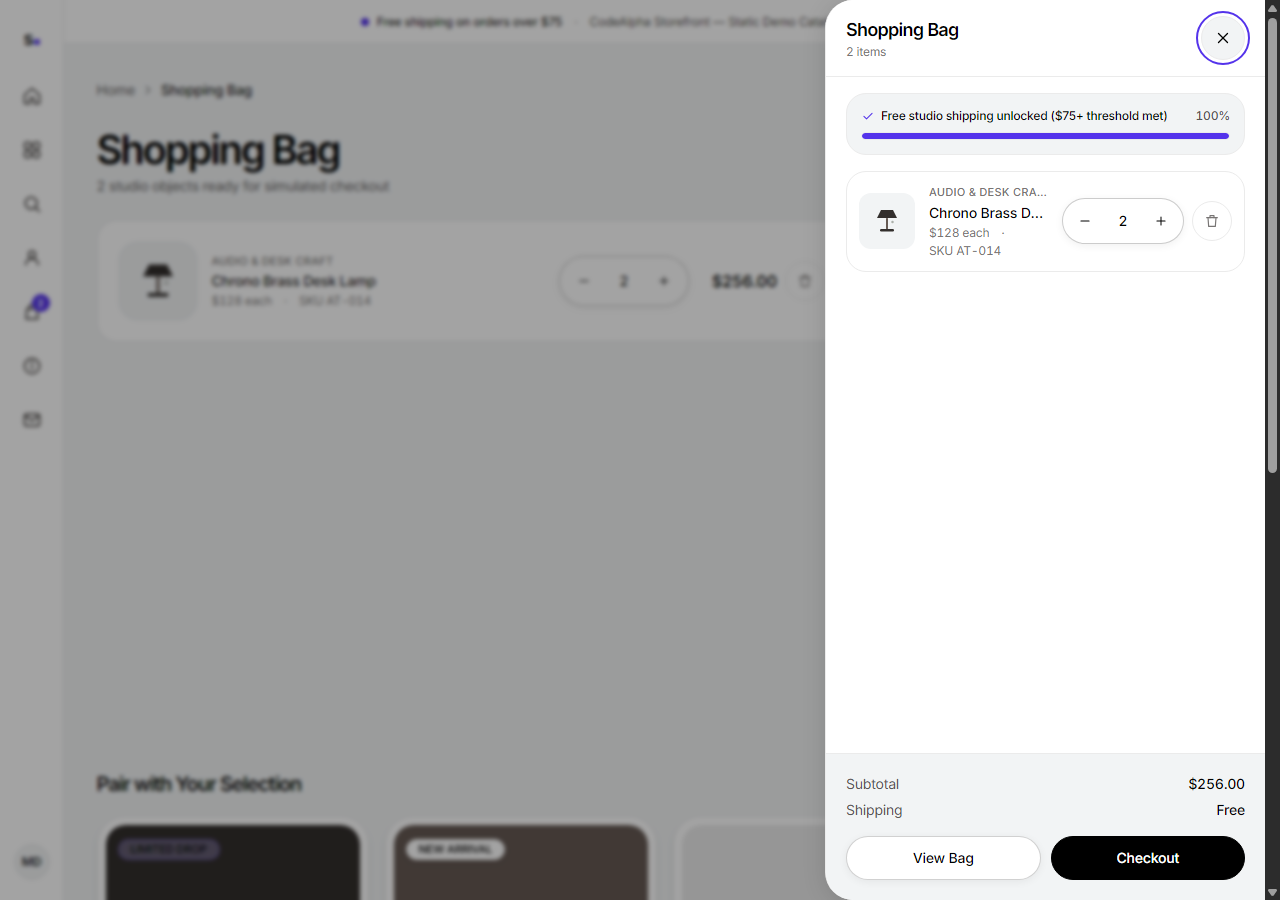 s.
Free shipping on orders over $75 · CodeAlpha Storefront — Static Demo
Home > Shopping Bag
Shopping Bag
2 studio objects ready for simulated checkout
AUDIO & DESK CRAFT
Chrono Brass Desk Lamp
$128 each · SKU AT-014
− 2 +
$256.00
Pair with Your Selection
LIMITED DROP
NEW ARRIVAL
MD
Shopping Bag
2 items
Free studio shipping unlocked ($75+ threshold met) 100%
AUDIO & DESK CRA...
Chrono Brass D...
$128 each ·
SKU AT-014
− 2 +
Subtotal $256.00
Shipping Free
View Bag
Checkout